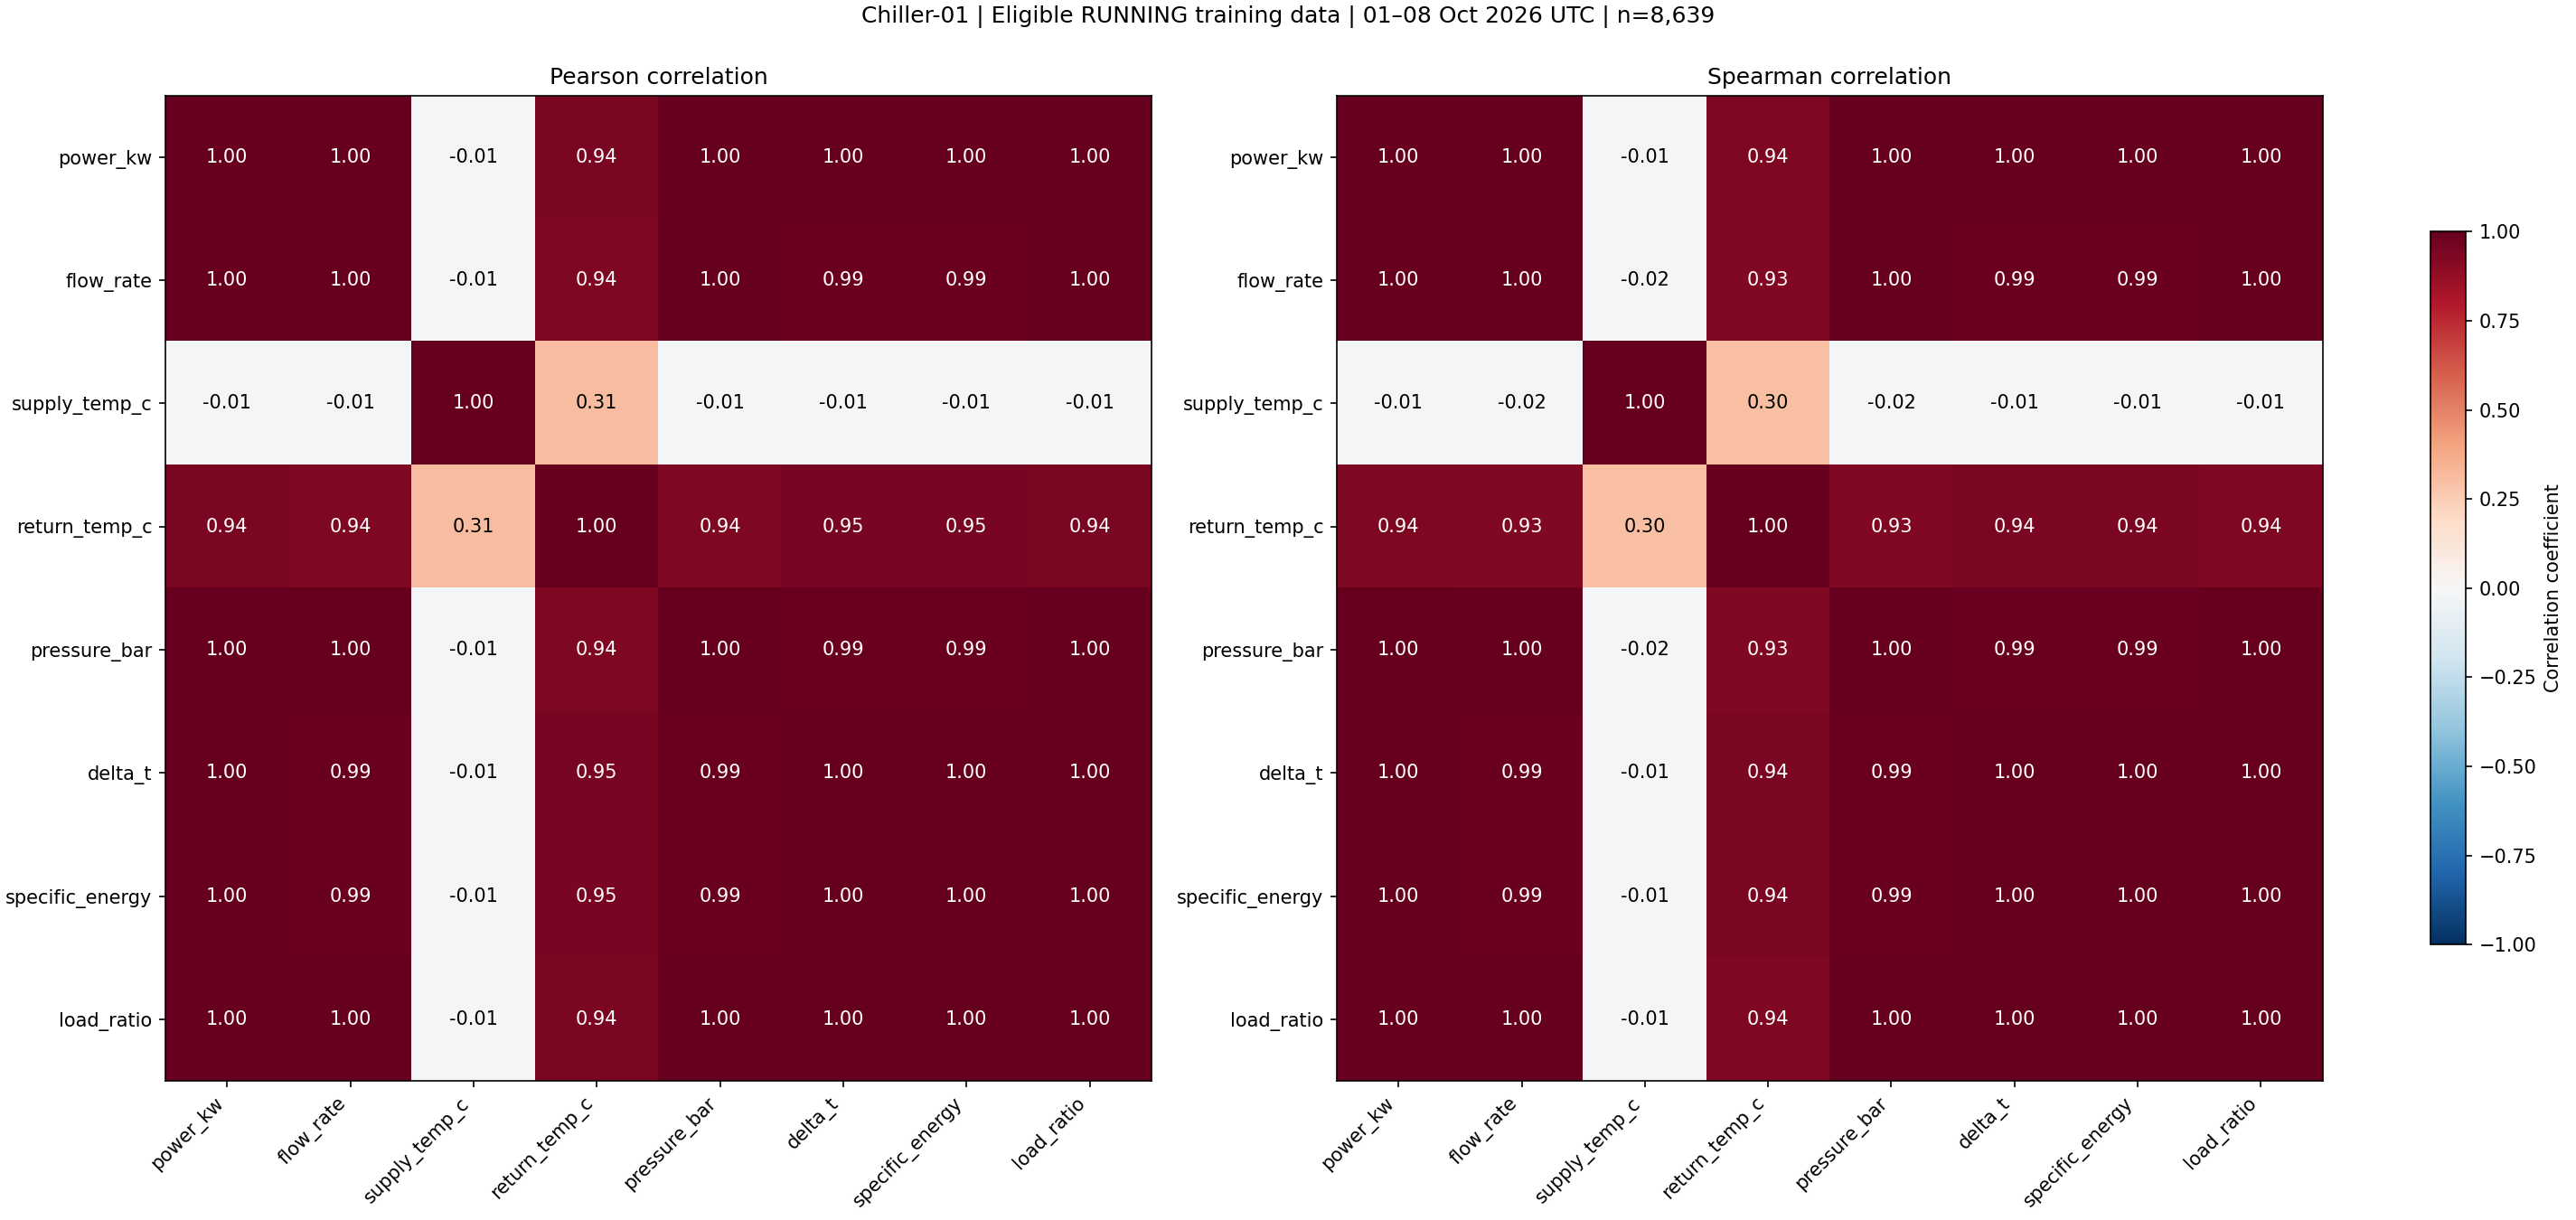 Chiller-01 | Eligible RUNNING training data | 01–08 Oct 2026 UTC | n=8,639
Pearson correlation
power_kw 1.00 1.00 -0.01 0.94 1.00 1.00 1.00 1.00
flow_rate 1.00 1.00 -0.01 0.94 1.00 0.99 0.99 1.00
supply_temp_c -0.01 -0.01 1.00 0.31 -0.01 -0.01 -0.01 -0.01
return_temp_c 0.94 0.94 0.31 1.00 0.94 0.95 0.95 0.94
pressure_bar 1.00 1.00 -0.01 0.94 1.00 0.99 0.99 1.00
delta_t 1.00 0.99 -0.01 0.95 0.99 1.00 1.00 1.00
specific_energy 1.00 0.99 -0.01 0.95 0.99 1.00 1.00 1.00
load_ratio 1.00 1.00 -0.01 0.94 1.00 1.00 1.00 1.00
power_kw flow_rate supply_temp_c return_temp_c pressure_bar delta_t specific_energy load_ratio
Spearman correlation
power_kw 1.00 1.00 -0.01 0.94 1.00 1.00 1.00 1.00
flow_rate 1.00 1.00 -0.02 0.93 1.00 0.99 0.99 1.00
supply_temp_c -0.01 -0.02 1.00 0.30 -0.02 -0.01 -0.01 -0.01
return_temp_c 0.94 0.93 0.30 1.00 0.93 0.94 0.94 0.94
pressure_bar 1.00 1.00 -0.02 0.93 1.00 0.99 0.99 1.00
delta_t 1.00 0.99 -0.01 0.94 0.99 1.00 1.00 1.00
specific_energy 1.00 0.99 -0.01 0.94 0.99 1.00 1.00 1.00
load_ratio 1.00 1.00 -0.01 0.94 1.00 1.00 1.00 1.00
power_kw flow_rate supply_temp_c return_temp_c pressure_bar delta_t specific_energy load_ratio
1.00
0.75
0.50
0.25
0.00
−0.25
−0.50
−0.75
−1.00
Correlation coefficient